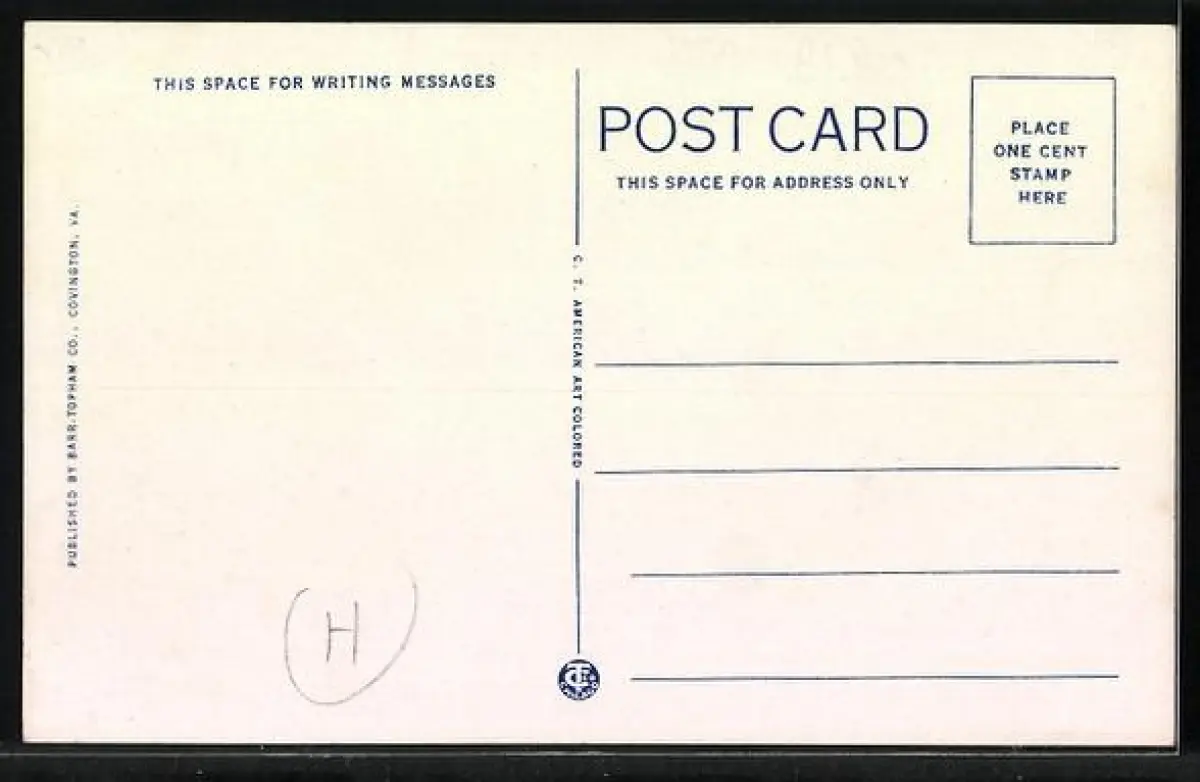 THIS SPACE FOR WRITING MESSAGES
POST CARD
THIS SPACE FOR ADDRESS ONLY
PLACE
ONE CENT
STAMP
HERE
PUBLISHED BY BARR-TOPHAM CO., COVINGTON, VA.
C. T. AMERICAN ART COLORED
H